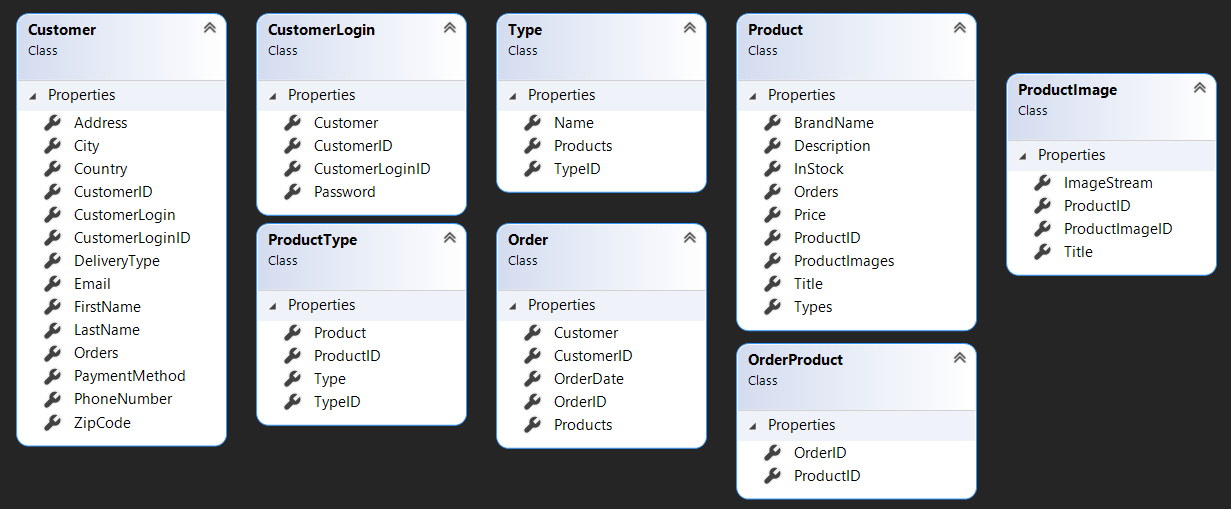 Customer
Class
Properties
Address
City
Country
CustomerID
CustomerLogin
CustomerLoginID
DeliveryType
Email
FirstName
LastName
Orders
PaymentMethod
PhoneNumber
ZipCode
CustomerLogin
Class
Properties
Customer
CustomerID
CustomerLoginID
Password
ProductType
Class
Properties
Product
ProductID
Type
TypeID
Type
Class
Properties
Name
Products
TypeID
Order
Class
Properties
Customer
CustomerID
OrderDate
OrderID
Products
Product
Class
Properties
BrandName
Description
InStock
Orders
Price
ProductID
ProductImages
Title
Types
OrderProduct
Class
Properties
OrderID
ProductID
ProductImage
Class
Properties
ImageStream
ProductID
ProductImageID
Title